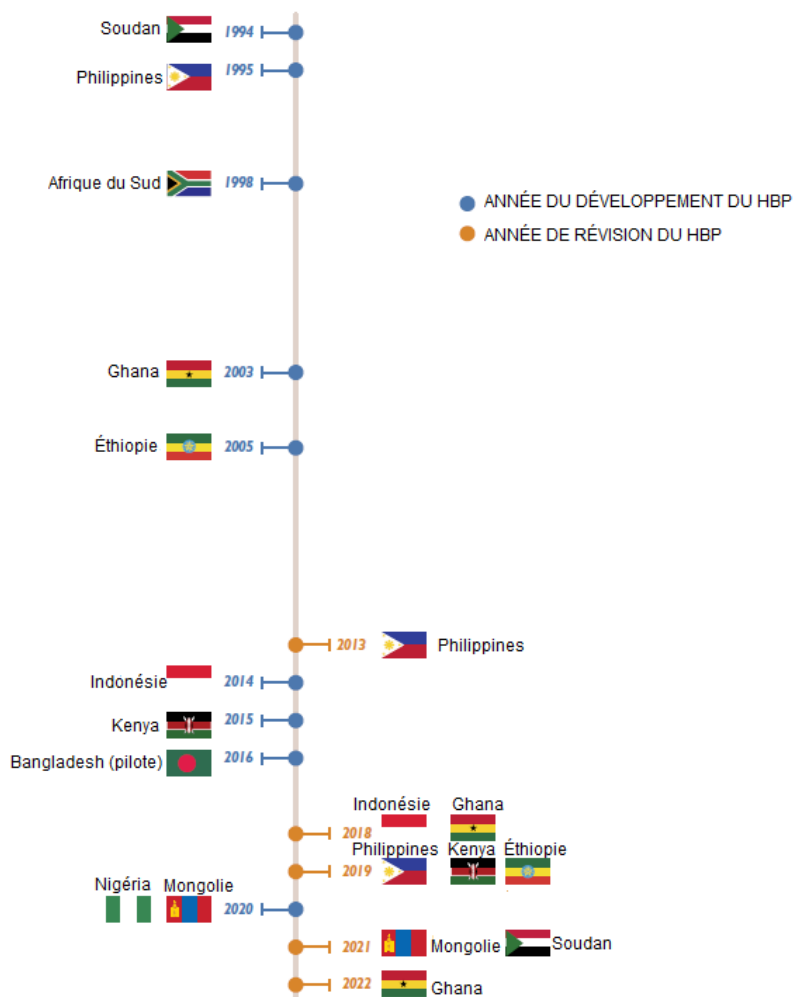 Soudan 1994
Philippines 1995
Afrique du Sud 1998
ANNÉE DU DÉVELOPPEMENT DU HBP
ANNÉE DE RÉVISION DU HBP
Ghana 2003
Éthiopie 2005
2013 Philippines
Indonésie 2014
Kenya 2015
Bangladesh (pilote) 2016
Indonésie Ghana
2018
Philippines Kenya Éthiopie
2019
Nigéria Mongolie
2020
2021 Mongolie Soudan
2022 Ghana